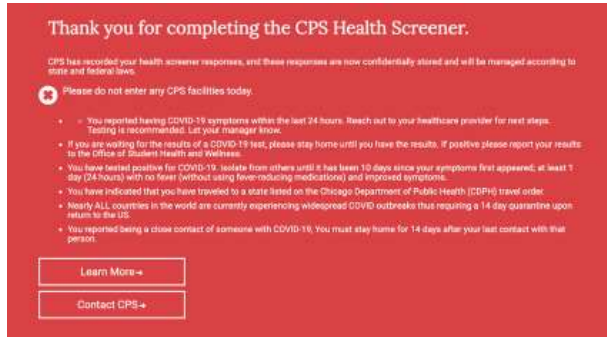 Thank you for completing the CPS Health Screener.
CPS has recorded your health screener responses, and these responses are now confidentially stored and will be managed according to
state and federal laws.
Please do not enter any CPS facilities today.
You reported having COVID-19 symptoms within the last 24 hours. Reach out to your healthcare provider for next steps.
Testing is recommended. Let your manager know.
If you are waiting for the results of a COVID-19 test, please stay home until you have the results. If positive please report your results
to the Office of Student Health and Wellness.
You have tested positive for COVID-19. Isolate from others until it has been 10 days since your symptoms first appeared; at least 1
day (24 hours) with no fever (without using fever-reducing medications) and improved symptoms.
You have indicated that you have traveled to a state listed on the Chicago Department of Public Health (CDPH) travel order.
Nearly ALL countries in the world are currently experiencing widespread COVID outbreaks thus requiring a 14 day quarantine upon
return to the US.
You reported being a close contact of someone with COVID-19, You must stay home for 14 days after your last contact with that
person.
Learn More→
Contact CPS→